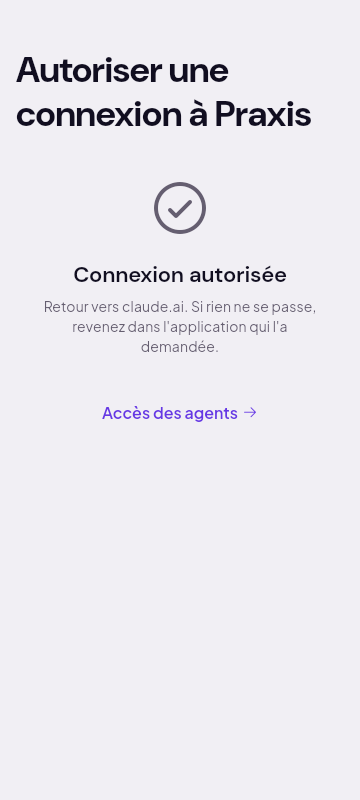 Autoriser une
connexion à Praxis
Connexion autorisée
Retour vers claude.ai. Si rien ne se passe,
revenez dans l'application qui l'a
demandée.
Accès des agents →